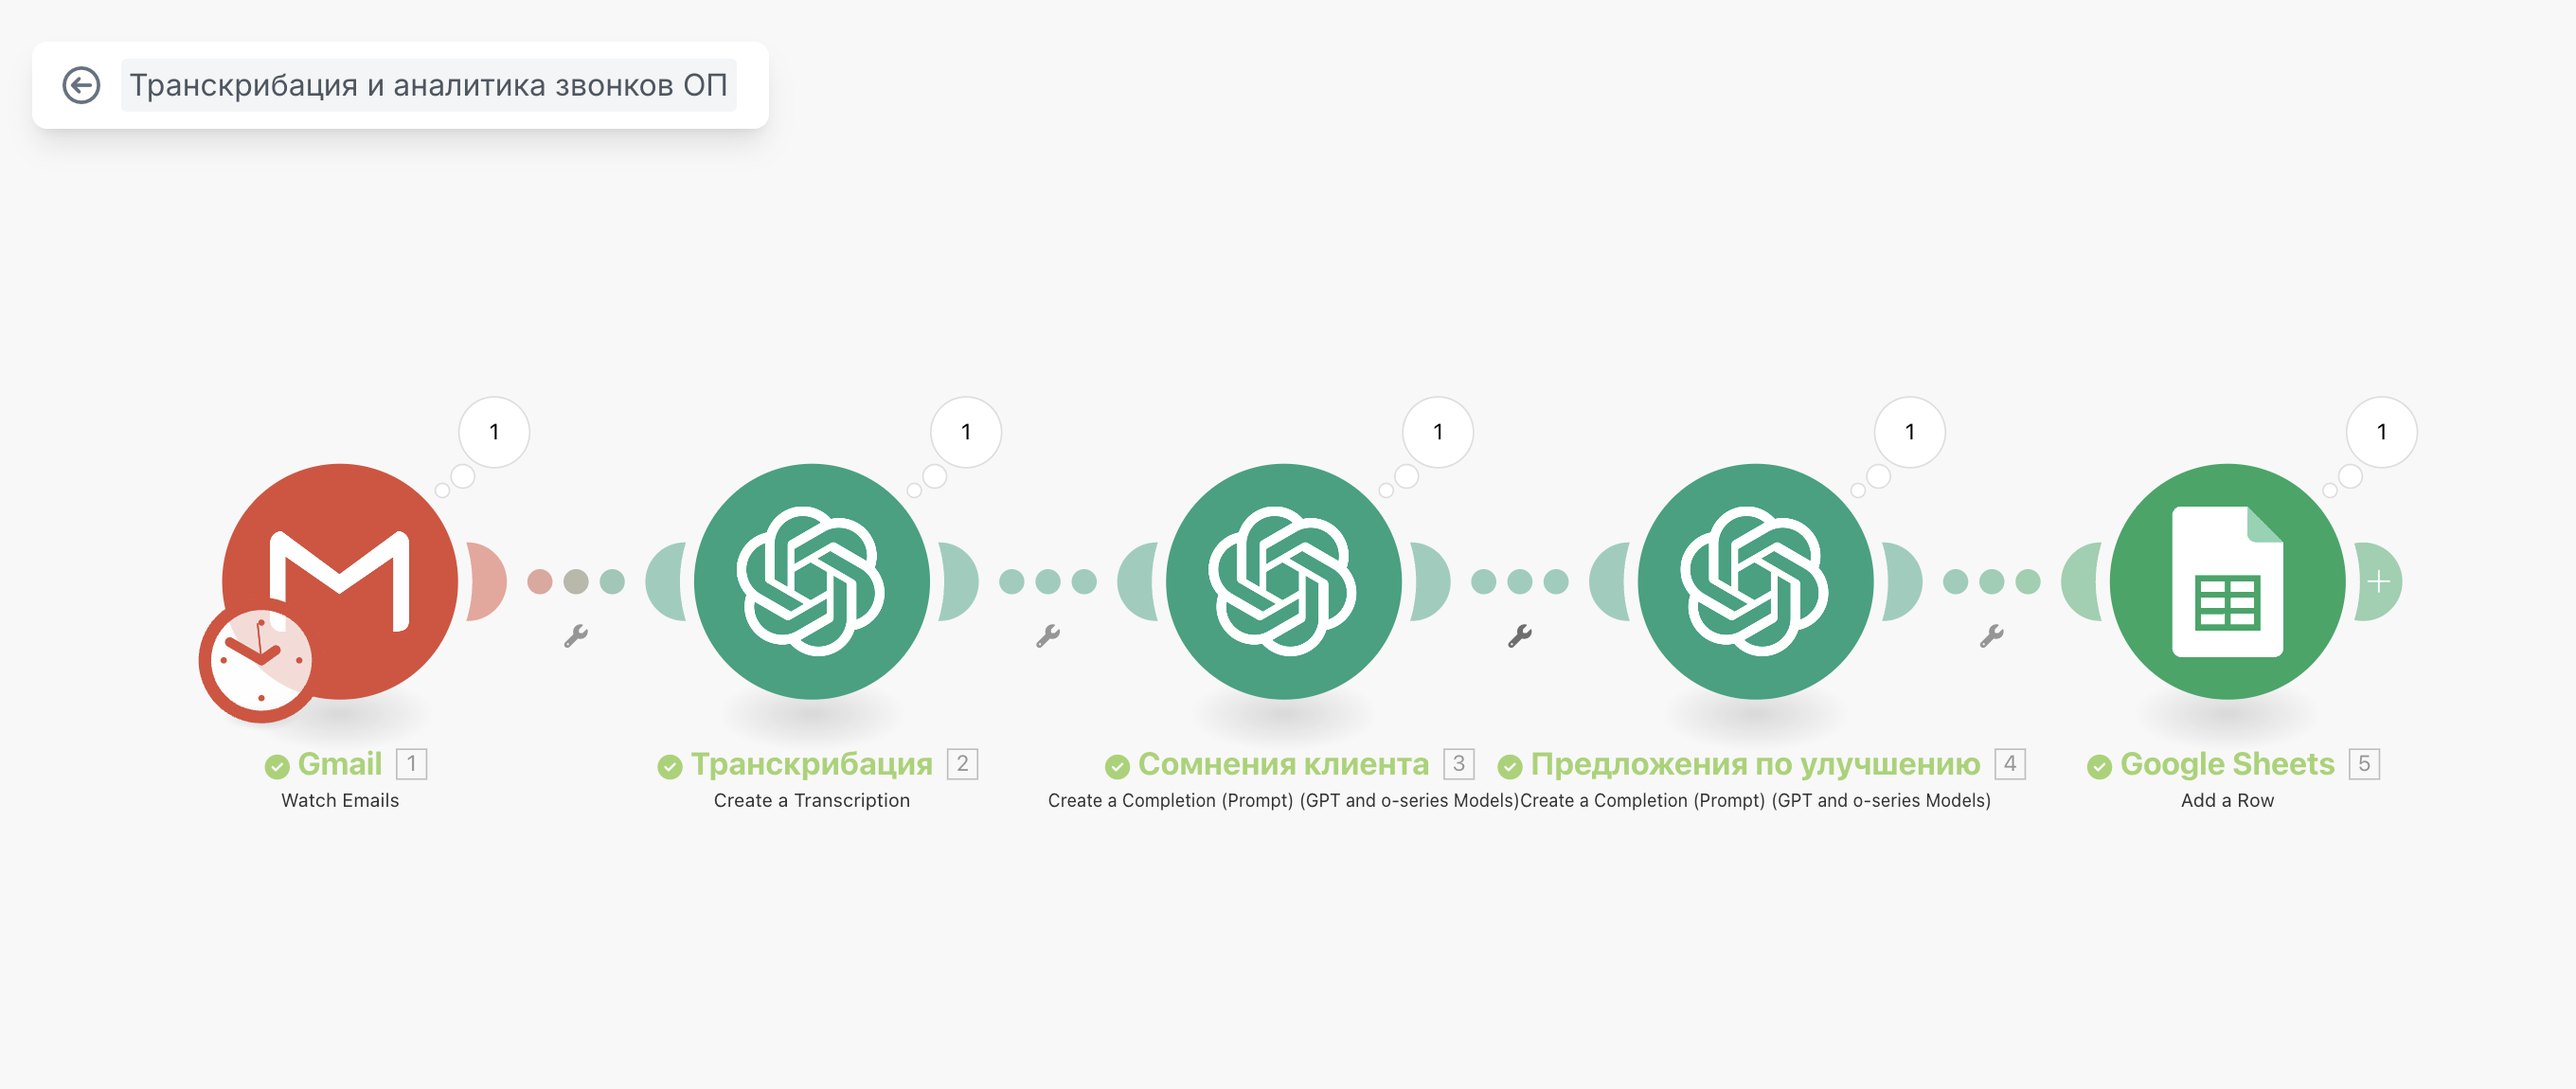 Транскрибация и аналитика звонков ОП
1
1
1
1
1
Gmail 1
Watch Emails
Транскрибация 2
Create a Transcription
Сомнения клиента 3
Create a Completion (Prompt) (GPT and o-series Models)
Предложения по улучшению 4
Create a Completion (Prompt) (GPT and o-series Models)
Google Sheets 5
Add a Row